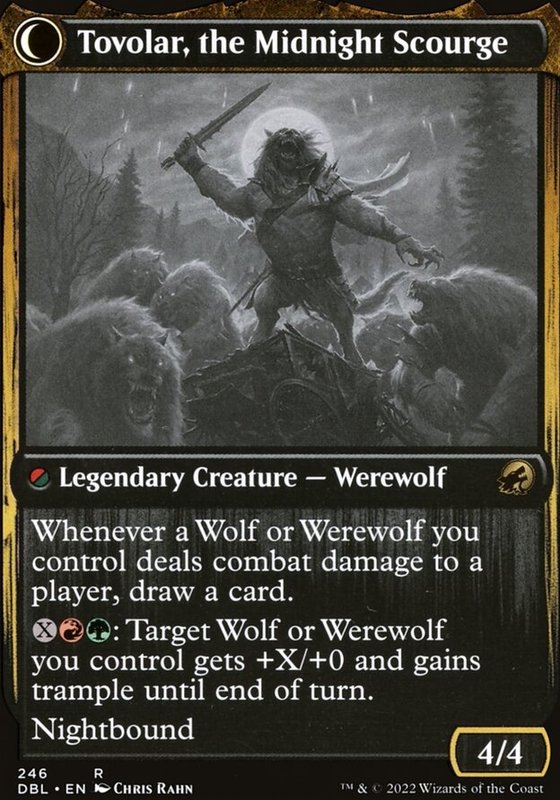 Tovolar, the Midnight Scourge
Legendary Creature — Werewolf
Whenever a Wolf or Werewolf you
control deals combat damage to a
player, draw a card.
X: Target Wolf or Werewolf
you control gets +X/+0 and gains
trample until end of turn.
Nightbound
4/4
246 R
DBL • EN Chris Rahn
™ & © 2022 Wizards of the Coast